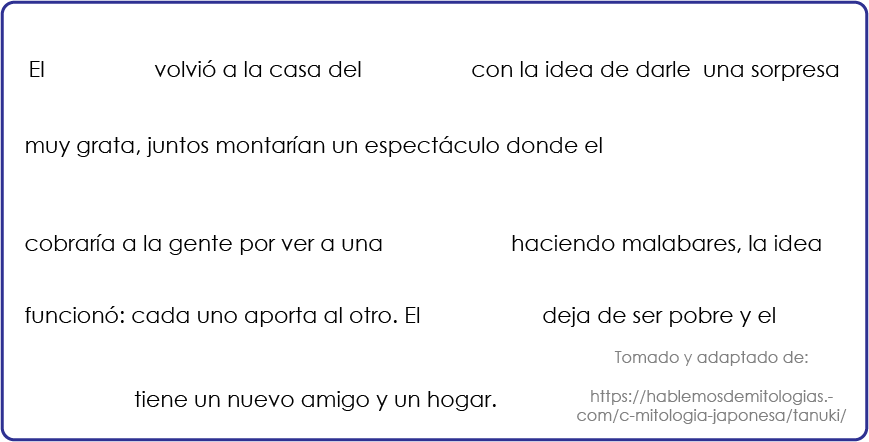 El volvió a la casa del con la idea de darle una sorpresa
muy grata, juntos montarían un espectáculo donde el
cobraría a la gente por ver a una haciendo malabares, la idea
funcionó: cada uno aporta al otro. El deja de ser pobre y el
tiene un nuevo amigo y un hogar.
Tomado y adaptado de:
https://hablemosdemitologias.-
com/c-mitologia-japonesa/tanuki/